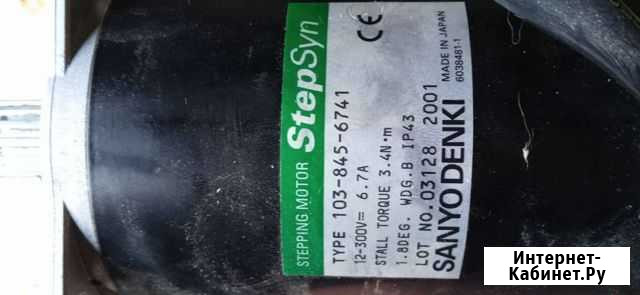 STEPPING MOTOR StepSyn
TYPE 103-845-6741
12-300V⎓ 6.7A
STALL TORQUE 3.4N·m
1.8DEG. WDG.B IP43
LOT NO.03128 2001
SANYO DENKI
CE
MADE IN JAPAN
6038481-1
Интернет-
Кабинет.Ру